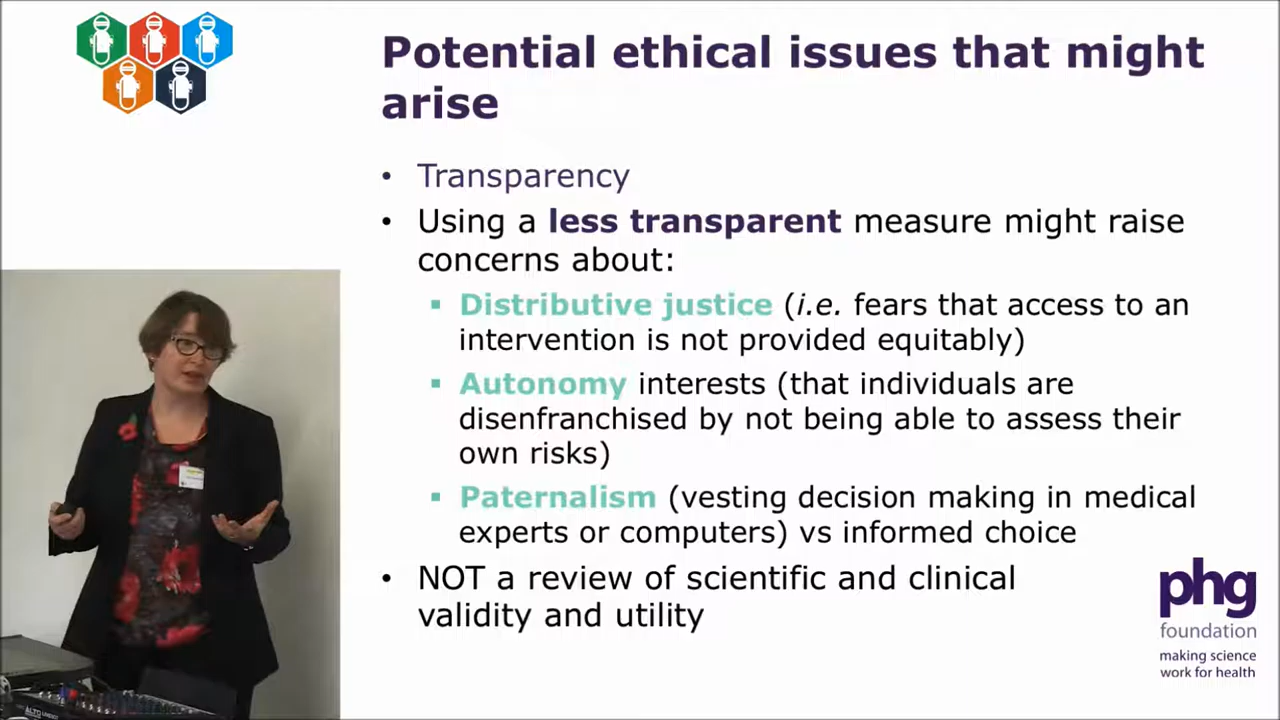 Potential ethical issues that might
arise
• Transparency
• Using a less transparent measure might raise
concerns about:
▪ Distributive justice (i.e. fears that access to an
intervention is not provided equitably)
▪ Autonomy interests (that individuals are
disenfranchised by not being able to assess their
own risks)
▪ Paternalism (vesting decision making in medical
experts or computers) vs informed choice
• NOT a review of scientific and clinical
validity and utility
phg
foundation
making science
work for health
ALTO